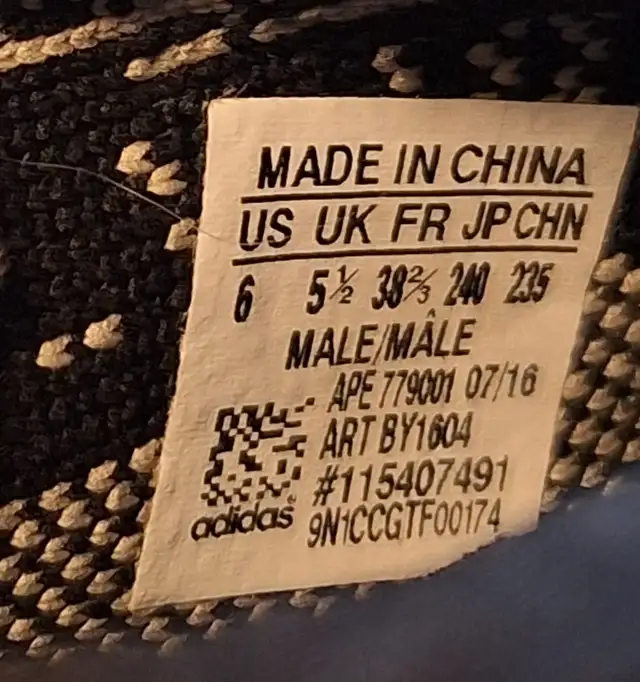 MADE IN CHINA
US UK FR JP CHN
6 5½ 38⅔ 240 235
MALE/MÂLE
APE 779001 07/16
ART BY1604
#115407491
adidas 9N1CCGTF00174